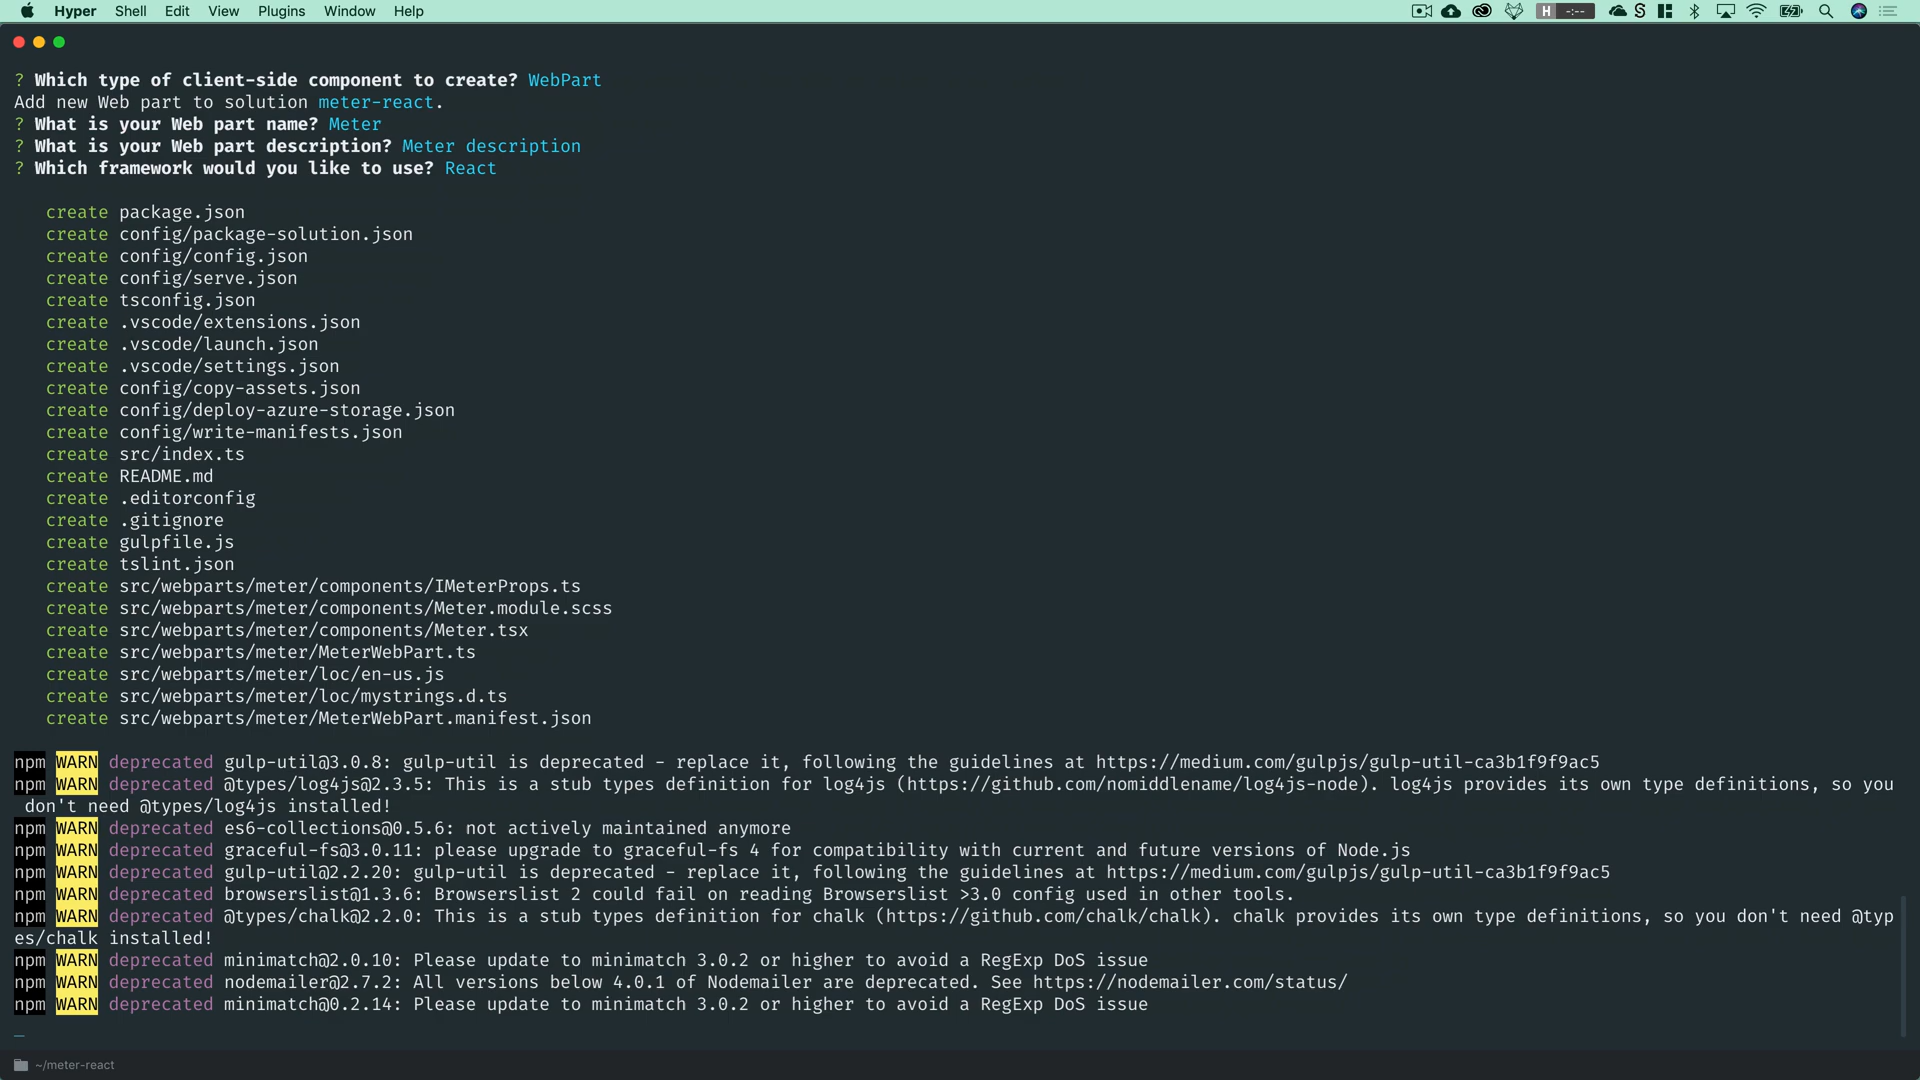 Hyper Shell Edit View Plugins Window Help
H -:--
S
? Which type of client-side component to create? WebPart
Add new Web part to solution meter-react.
? What is your Web part name? Meter
? What is your Web part description? Meter description
? Which framework would you like to use? React
create package.json
create config/package-solution.json
create config/config.json
create config/serve.json
create tsconfig.json
create .vscode/extensions.json
create .vscode/launch.json
create .vscode/settings.json
create config/copy-assets.json
create config/deploy-azure-storage.json
create config/write-manifests.json
create src/index.ts
create README.md
create .editorconfig
create .gitignore
create gulpfile.js
create tslint.json
create src/webparts/meter/components/IMeterProps.ts
create src/webparts/meter/components/Meter.module.scss
create src/webparts/meter/components/Meter.tsx
create src/webparts/meter/MeterWebPart.ts
create src/webparts/meter/loc/en-us.js
create src/webparts/meter/loc/mystrings.d.ts
create src/webparts/meter/MeterWebPart.manifest.json
npm WARN deprecated gulp-util@3.0.8: gulp-util is deprecated - replace it, following the guidelines at https://medium.com/gulpjs/gulp-util-ca3b1f9f9ac5
npm WARN deprecated @types/log4js@2.3.5: This is a stub types definition for log4js (https://github.com/nomiddlename/log4js-node). log4js provides its own type definitions, so you
don't need @types/log4js installed!
npm WARN deprecated es6-collections@0.5.6: not actively maintained anymore
npm WARN deprecated graceful-fs@3.0.11: please upgrade to graceful-fs 4 for compatibility with current and future versions of Node.js
npm WARN deprecated gulp-util@2.2.20: gulp-util is deprecated - replace it, following the guidelines at https://medium.com/gulpjs/gulp-util-ca3b1f9f9ac5
npm WARN deprecated browserslist@1.3.6: Browserslist 2 could fail on reading Browserslist >3.0 config used in other tools.
npm WARN deprecated @types/chalk@2.2.0: This is a stub types definition for chalk (https://github.com/chalk/chalk). chalk provides its own type definitions, so you don't need @typ
es/chalk installed!
npm WARN deprecated minimatch@2.0.10: Please update to minimatch 3.0.2 or higher to avoid a RegExp DoS issue
npm WARN deprecated nodemailer@2.7.2: All versions below 4.0.1 of Nodemailer are deprecated. See https://nodemailer.com/status/
npm WARN deprecated minimatch@0.2.14: Please update to minimatch 3.0.2 or higher to avoid a RegExp DoS issue
_
~/meter-react